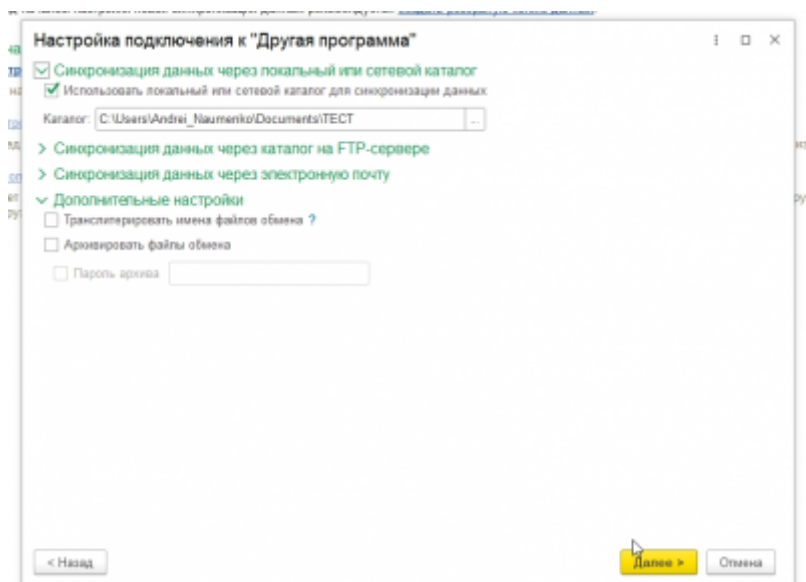 Настройка подключения к "Другая программа"
Синхронизация данных через локальный или сетевой каталог
Использовать локальный или сетевой каталог для синхронизации данных
Каталог: C:\Users\Andrei_Naumenko\Documents\ТЕСТ ...
Синхронизация данных через каталог на FTP-сервере
Синхронизация данных через электронную почту
Дополнительные настройки
Транслитерировать имена файлов обмена ?
Архивировать файлы обмена
Пароль архива
< Назад
Далее >
Отмена